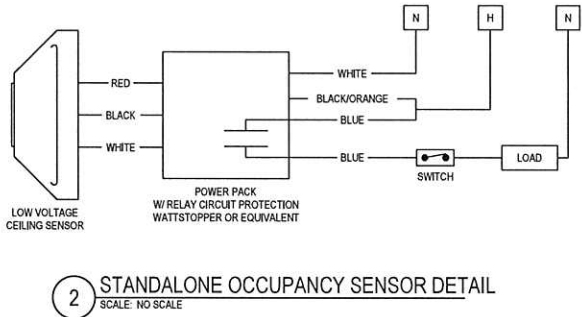 N
H
N
RED
WHITE
BLACK/ORANGE
BLACK
BLUE
WHITE
BLUE
LOAD
SWITCH
LOW VOLTAGE
CEILING SENSOR
POWER PACK
W/ RELAY CIRCUIT PROTECTION
WATTSTOPPER OR EQUIVALENT
2
STANDALONE OCCUPANCY SENSOR DETAIL
SCALE: NO SCALE